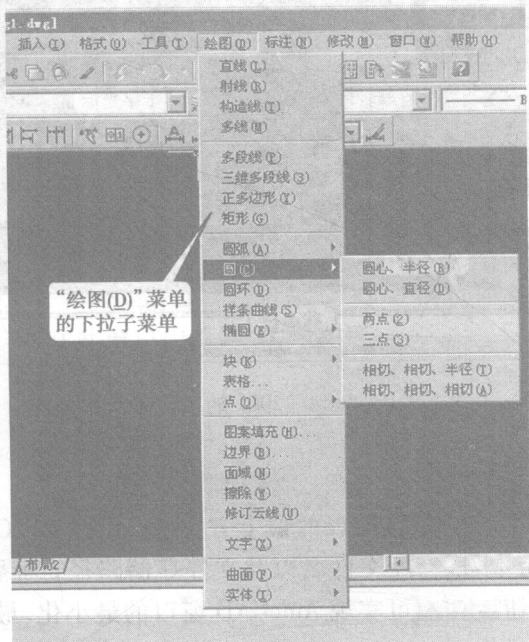 g1.dwg]
插入(I) 格式(O) 工具(T) 绘图(D) 标注(N) 修改(M) 窗口(W) 帮助(H)
直线(L)
射线(R)
构造线(T)
多线(M)
多段线(P)
三维多段线(3)
正多边形(Y)
矩形(G)
圆弧(A)
圆(C)
圆环(D)
样条曲线(S)
椭圆(E)
块(K)
表格...
点(O)
图案填充(H)...
边界(B)...
面域(N)
擦除(W)
修订云线(U)
文字(X)
曲面(F)
实体(I)
圆心、半径(R)
圆心、直径(D)
两点(2)
三点(3)
相切、相切、半径(T)
相切、相切、相切(A)
“绘图(D)”菜单
的下拉子菜单
布局2